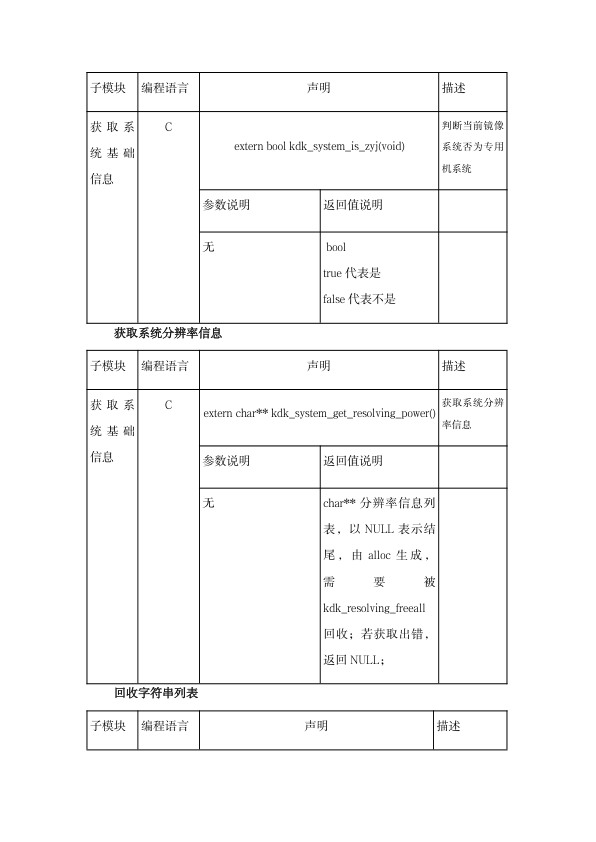 子模块 编程语言 声明 描述
获取系 C extern bool kdk_system_is_zyj(void) 判断当前镜像
统基础 系统否为专用
信息 机系统
参数说明 返回值说明
无 bool
true 代表是
false 代表不是
获取系统分辨率信息
子模块 编程语言 声明 描述
获取系 C extern char** kdk_system_get_resolving_power() 获取系统分辨
统基础 率信息
信息
参数说明 返回值说明
无 char** 分辨率信息列
表，以 NULL 表示结
尾，由 alloc 生成，
需要被
kdk_resolving_freeall
回收；若获取出错，
返回 NULL；
回收字符串列表
子模块 编程语言 声明 描述